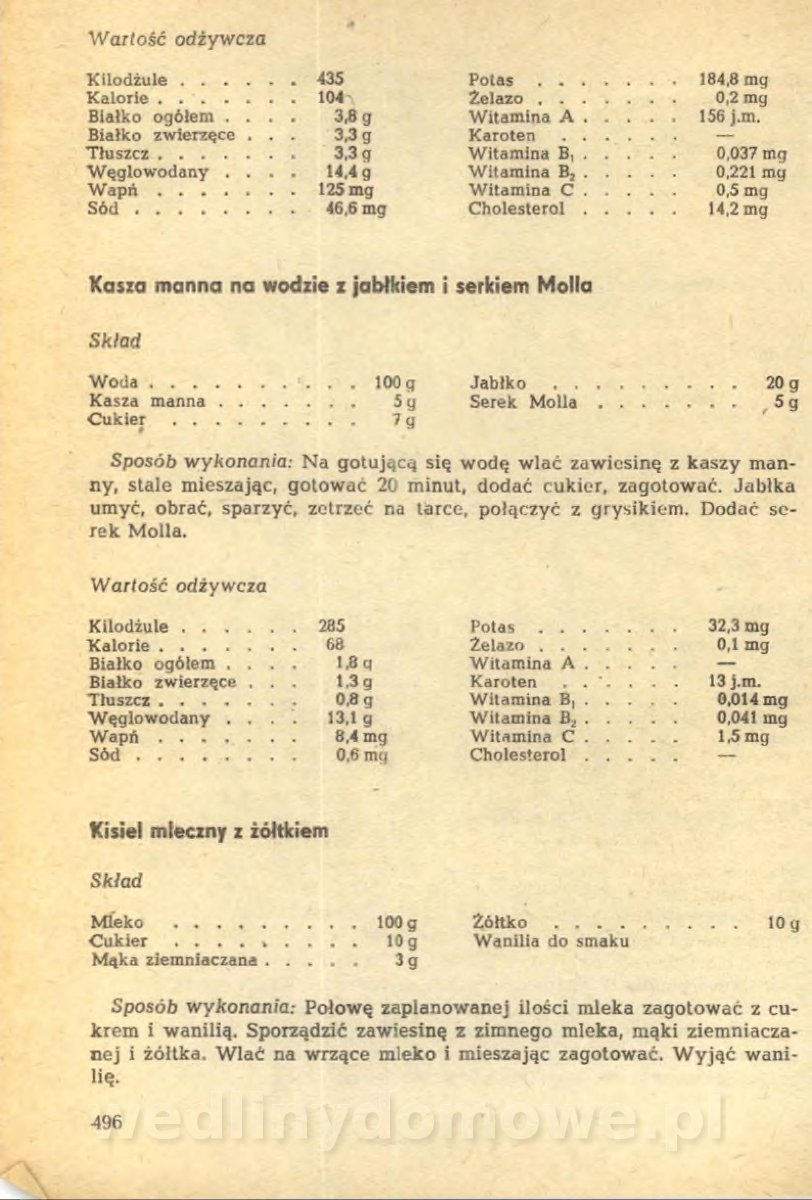 Wartość odżywcza
Kilodżule . . . . . . 435 Potas . . . . . . . 184,8 mg
Kalorie . . . . . . . 104 Żelazo . . . . . . . 0,2 mg
Białko ogółem . . . . 3,8 g Witamina A . . . . . 156 j.m.
Białko zwierzęce . . . 3,3 g Karoten . . . . . . —
Tłuszcz . . . . . . . 3,3 g Witamina B₁ . . . . . 0,037 mg
Węglowodany . . . . 14,4 g Witamina B₂ . . . . . 0,221 mg
Wapń . . . . . . . 125 mg Witamina C . . . . . 0,5 mg
Sód . . . . . . . . 46,6 mg Cholesterol . . . . . 14,2 mg
Kasza manna na wodzie z jabłkiem i serkiem Molla
Skład
Woda . . . . . . . . . . 100 g Jabłko . . . . . . . . . 20 g
Kasza manna . . . . . . . 5 g Serek Molla . . . . . . . 5 g
Cukier . . . . . . . . . 7 g
Sposób wykonania: Na gotującą się wodę wlać zawiesinę z kaszy man-
ny, stale mieszając, gotować 20 minut, dodać cukier, zagotować. Jabłka
umyć, obrać, sparzyć, zetrzeć na tarce, połączyć z grysikiem. Dodać se-
rek Molla.
Wartość odżywcza
Kilodżule . . . . . . 285 Potas . . . . . . . 32,3 mg
Kalorie . . . . . . . 68 Żelazo . . . . . . . 0,1 mg
Białko ogółem . . . . 1,8 g Witamina A . . . . . —
Białko zwierzęce . . . 1,3 g Karoten . . . . . . 13 j.m.
Tłuszcz . . . . . . . 0,8 g Witamina B₁ . . . . . 0,014 mg
Węglowodany . . . . 13,1 g Witamina B₂ . . . . . 0,041 mg
Wapń . . . . . . . 8,4 mg Witamina C . . . . . 1,5 mg
Sód . . . . . . . . 0,6 mg Cholesterol . . . . . —
Kisiel mleczny z żółtkiem
Skład
Mleko . . . . . . . . . 100 g Żółtko . . . . . . . . . 10 g
Cukier . . . . . . . . . 10 g Wanilia do smaku
Mąka ziemniaczana . . . . . 3 g
Sposób wykonania: Połowę zaplanowanej ilości mleka zagotować z cu-
krem i wanilią. Sporządzić zawiesinę z zimnego mleka, mąki ziemniacza-
nej i żółtka. Wlać na wrzące mleko i mieszając zagotować. Wyjąć wani-
lię.
496
wedlinydomowe.pl